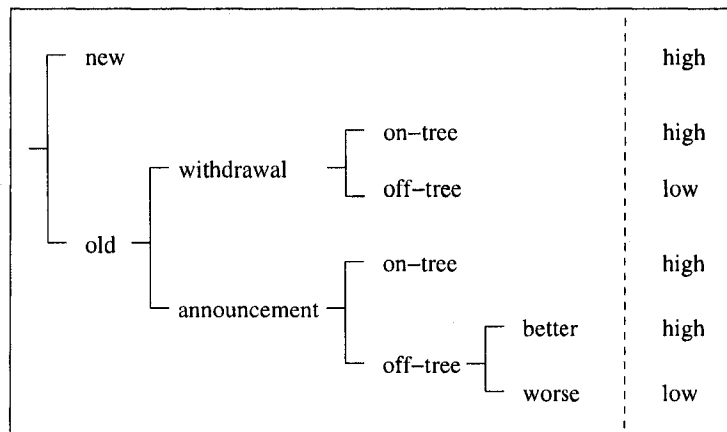 new high
on–tree high
withdrawal
off–tree low
old
on–tree high
announcement
better high
off–tree
worse low